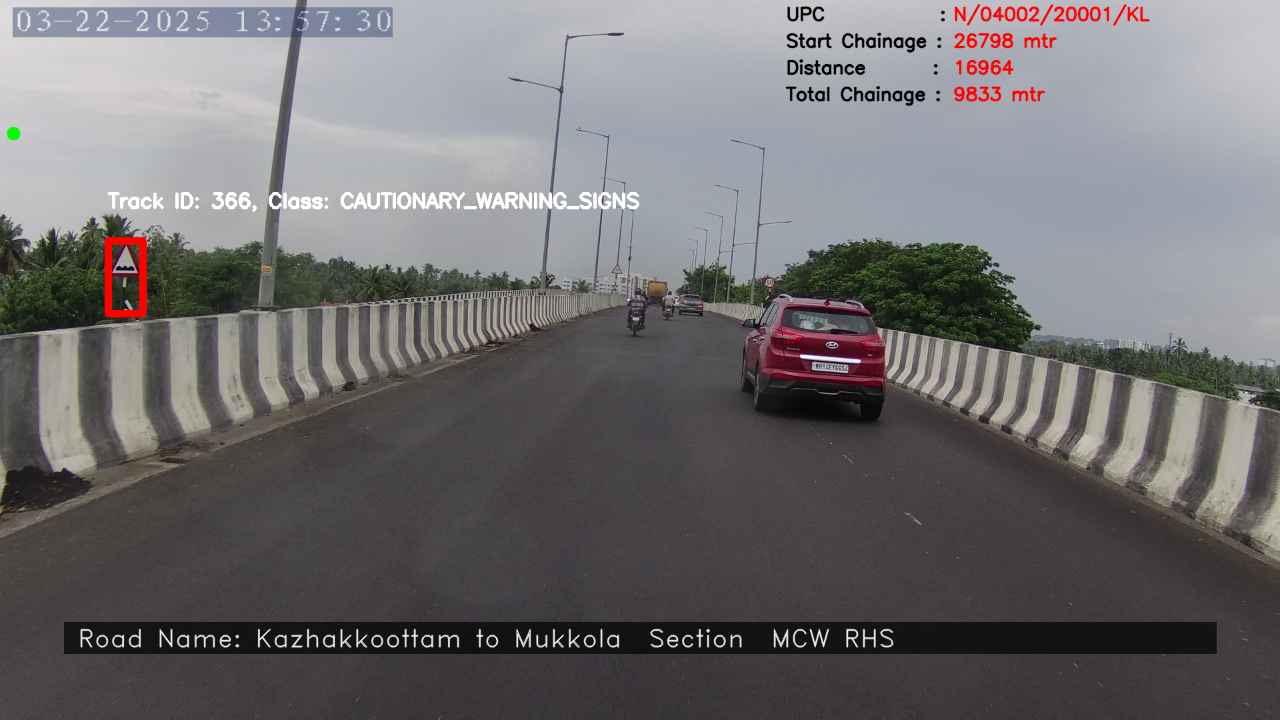 03-22-2025 13:57:30
UPC : N/04002/20001/KL
Start Chainage : 26798 mtr
Distance : 16964
Total Chainage : 9833 mtr
Track ID: 366, Class: CAUTIONARY_WARNING_SIGNS
Road Name: Kazhakkoottam to Mukkola Section MCW RHS